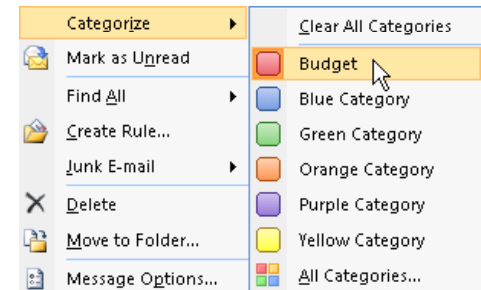 Categorize
Mark as Unread
Find All
Create Rule...
Junk E-mail
Delete
Move to Folder...
Message Options...
Clear All Categories
Budget
Blue Category
Green Category
Orange Category
Purple Category
Yellow Category
All Categories...